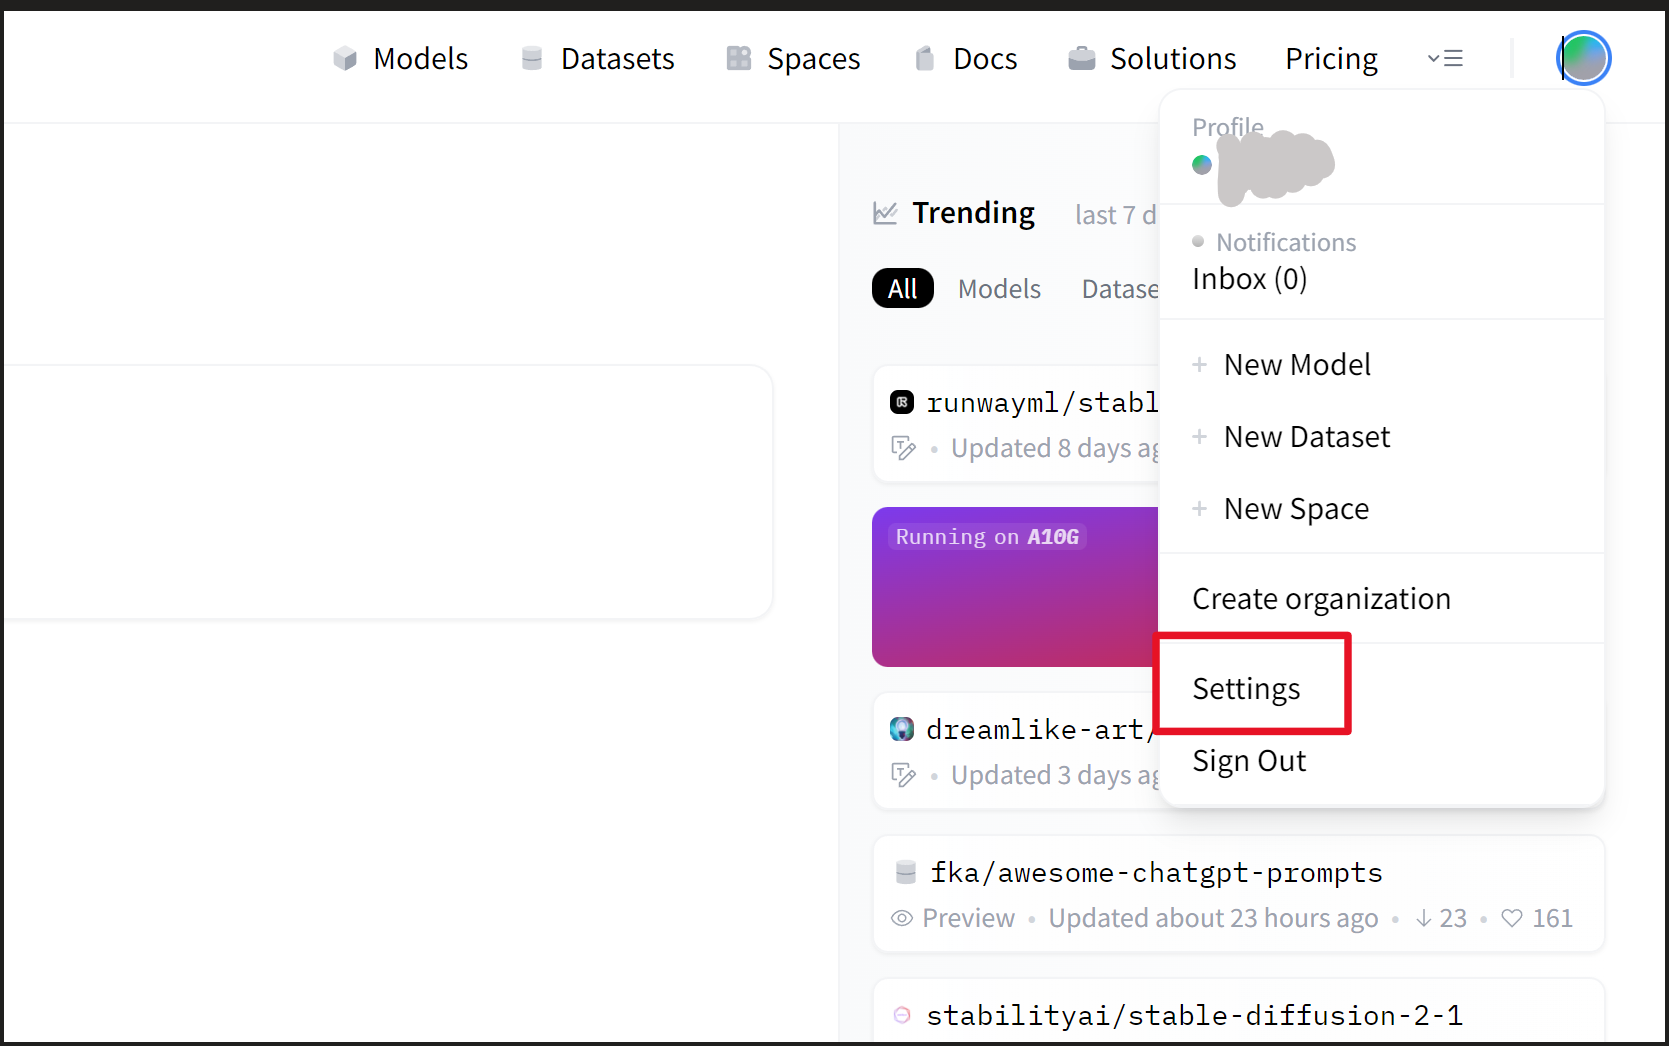 Models Datasets Spaces Docs Solutions Pricing
Profile
Notifications
Inbox (0)
+ New Model
+ New Dataset
+ New Space
Create organization
Settings
Sign Out
Trending last 7 d
All Models Datase
runwayml/stabl
Updated 8 days ag
Running on A10G
dreamlike-art/
Updated 3 days ag
fka/awesome-chatgpt-prompts
Preview • Updated about 23 hours ago • ↓ 23 • ♡ 161
stabilityai/stable-diffusion-2-1